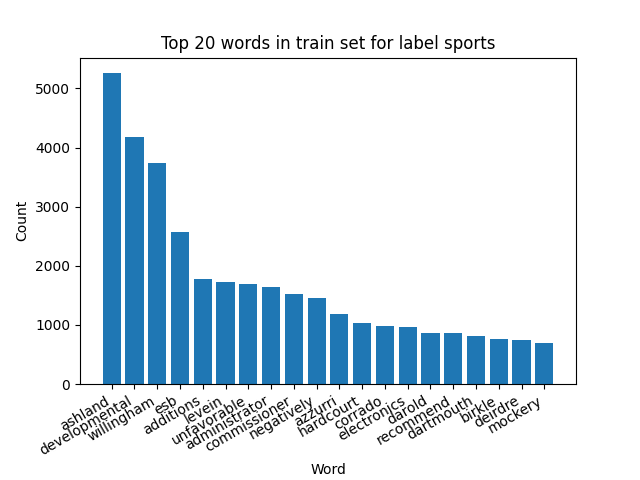 Top 20 words in train set for label sports
Count
5000
4000
3000
2000
1000
0
ashland
developmental
willingham
esb
additions
levein
unfavorable
administrator
commissioner
negatively
azzurri
hardcourt
corrado
electronics
darold
recommend
dartmouth
birkle
deirdre
mockery
Word